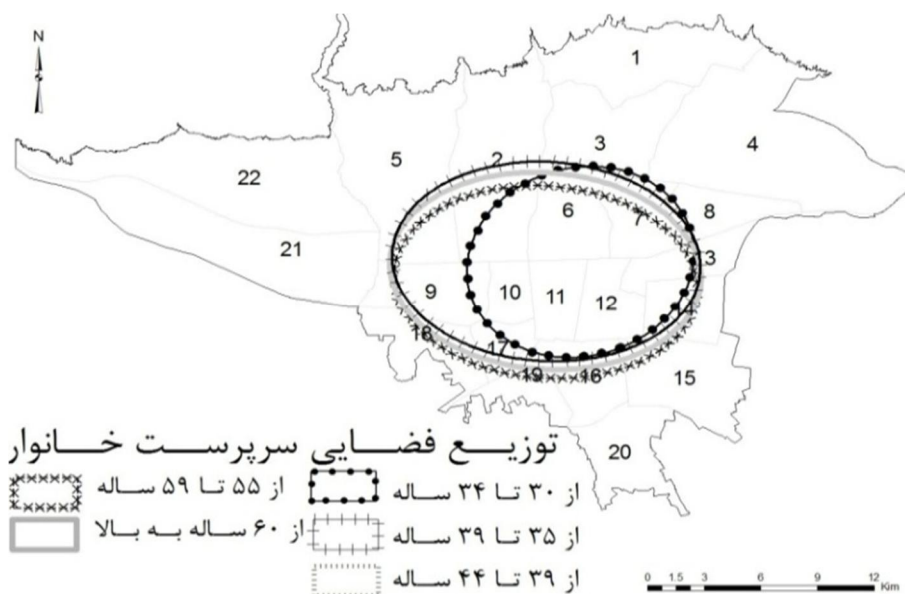 N
1
2
3
4
5
22
6
7
8
21
13
9
10
11
12
18
17
19
16
15
20
توزیع فضایی سرپرست خانوار
از ۳۰ تا ۳۴ ساله
از ۵۵ تا ۵۹ ساله
از ۳۵ تا ۳۹ ساله
از ۶۰ ساله به بالا
از ۳۹ تا ۴۴ ساله
0 1.5 3 6 9 12
Kim